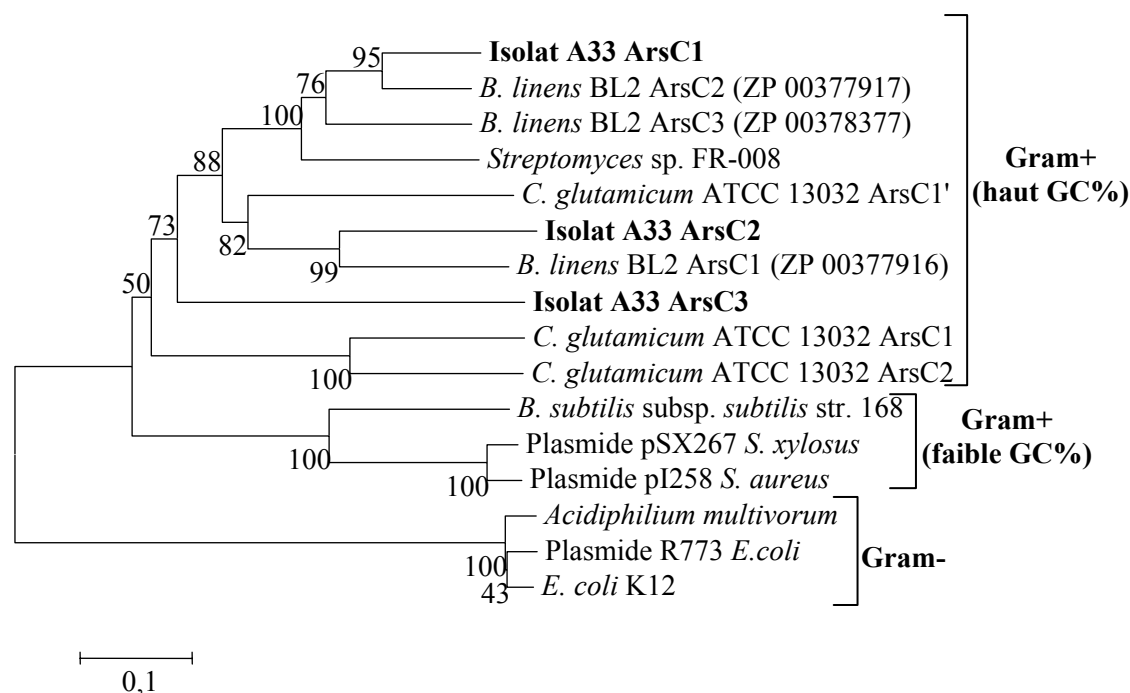 Isolat A33 ArsC1
B. linens BL2 ArsC2 (ZP 00377917)
B. linens BL2 ArsC3 (ZP 00378377)
Streptomyces sp. FR-008
C. glutamicum ATCC 13032 ArsC1'
Isolat A33 ArsC2
B. linens BL2 ArsC1 (ZP 00377916)
Isolat A33 ArsC3
C. glutamicum ATCC 13032 ArsC1
C. glutamicum ATCC 13032 ArsC2
B. subtilis subsp. subtilis str. 168
Plasmide pSX267 S. xylosus
Plasmide pI258 S. aureus
Acidiphilium multivorum
Plasmide R773 E.coli
E. coli K12
Gram+
(haut GC%)
Gram+
(faible GC%)
Gram-
95
76
100
88
82
99
73
50
100
100
100
100
43
0,1